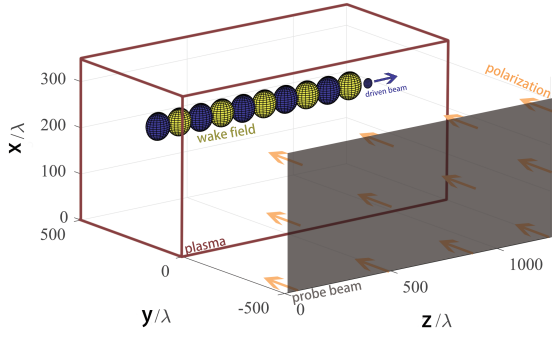 300
200
100
0
x/λ
500
0
-500
y/λ
0
500
1000
z/λ
polarization
driven beam
wake field
plasma
probe beam